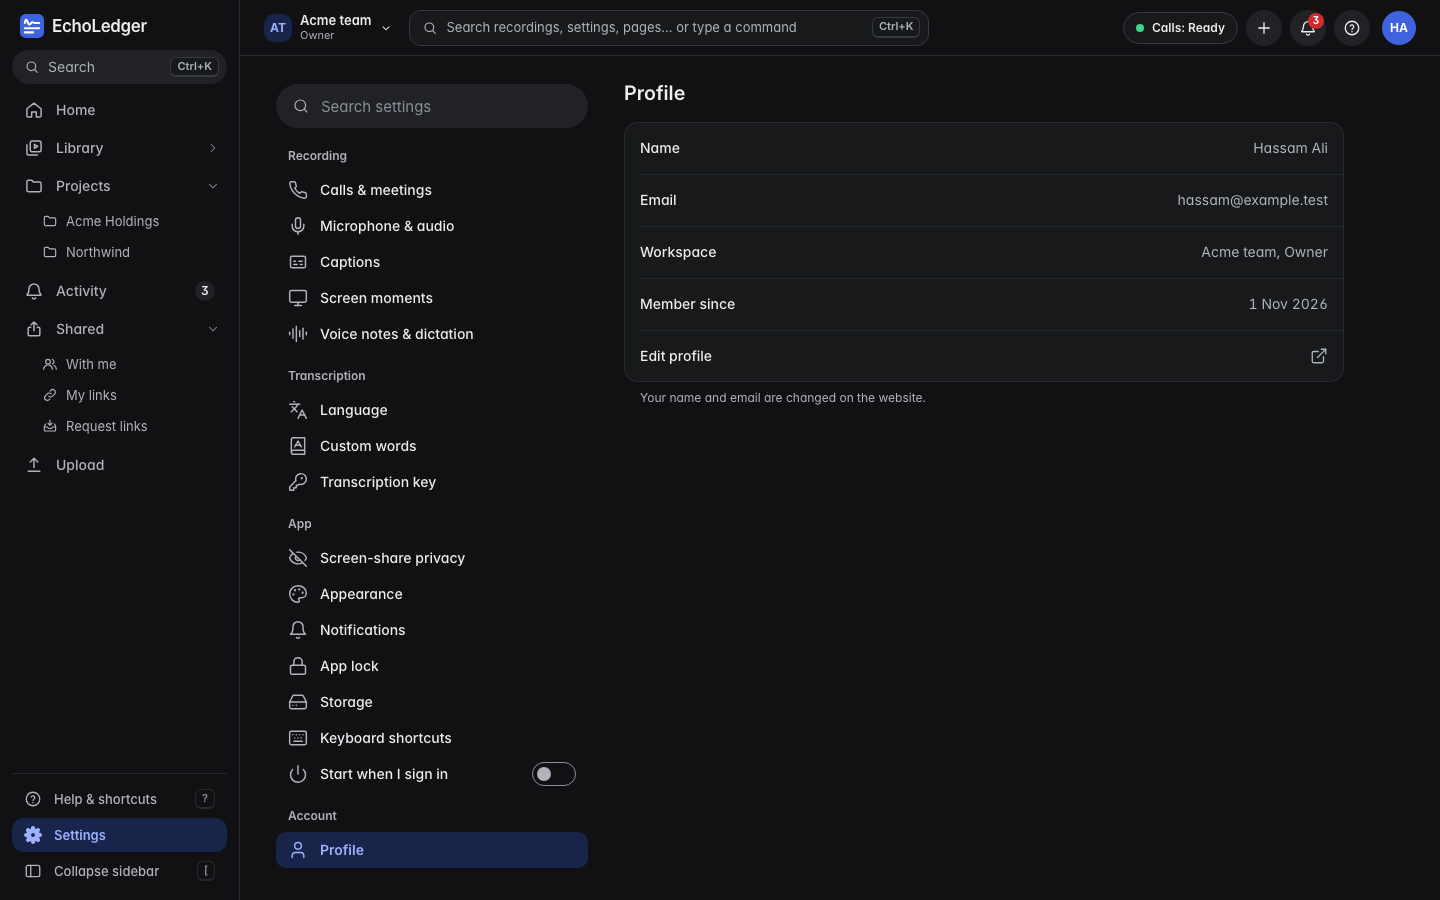 EchoLedger
Search Ctrl+K
Home
Library
Projects
Acme Holdings
Northwind
Activity 3
Shared
With me
My links
Request links
Upload
Help & shortcuts ?
Settings
Collapse sidebar [
AT Acme team
Owner
Search recordings, settings, pages... or type a command Ctrl+K
Calls: Ready
3
HA
Search settings
Recording
Calls & meetings
Microphone & audio
Captions
Screen moments
Voice notes & dictation
Transcription
Language
Custom words
Transcription key
App
Screen-share privacy
Appearance
Notifications
App lock
Storage
Keyboard shortcuts
Start when I sign in
Account
Profile
Profile
Name Hassam Ali
Email hassam@example.test
Workspace Acme team, Owner
Member since 1 Nov 2026
Edit profile
Your name and email are changed on the website.